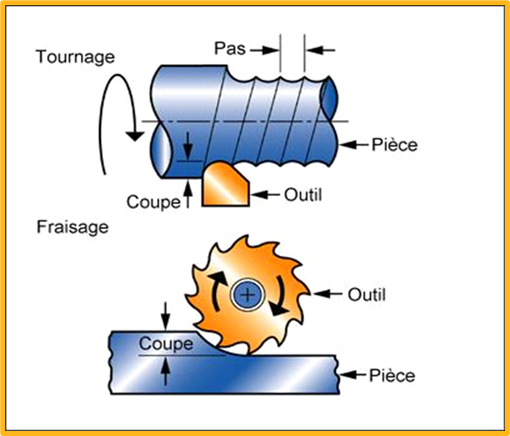 Tournage
Pas
Pièce
Coupe
Outil
Fraisage
Outil
Coupe
Pièce